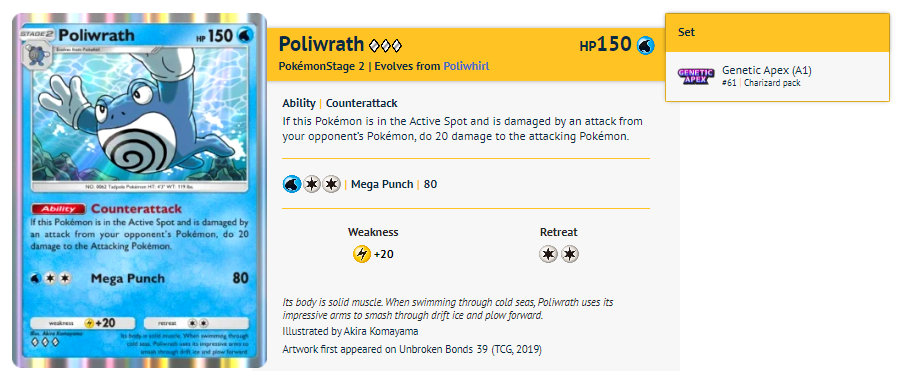 STAGE 2 Poliwrath HP 150
Evolves from Poliwhirl
NO. 0062 Tadpole Pokémon HT: 4'3" WT: 119 lbs.
Ability Counterattack
If this Pokémon is in the Active Spot and is damaged by
an attack from your opponent's Pokémon, do 20
damage to the Attacking Pokémon.
Mega Punch 80
weakness +20 retreat
Illus. Akira Komayama
Its body is solid muscle. When swimming through
cold seas, Poliwrath uses its impressive arms to
smash through drift ice and plow forward.
Poliwrath HP150
PokémonStage 2 | Evolves from Poliwhirl
Ability | Counterattack
If this Pokémon is in the Active Spot and is damaged by an attack from
your opponent's Pokémon, do 20 damage to the attacking Pokémon.
| Mega Punch | 80
Weakness Retreat
+20
Its body is solid muscle. When swimming through cold seas, Poliwrath uses its
impressive arms to smash through drift ice and plow forward.
Illustrated by Akira Komayama
Artwork first appeared on Unbroken Bonds 39 (TCG, 2019)
Set
GENETIC APEX
Genetic Apex (A1)
#61 | Charizard pack